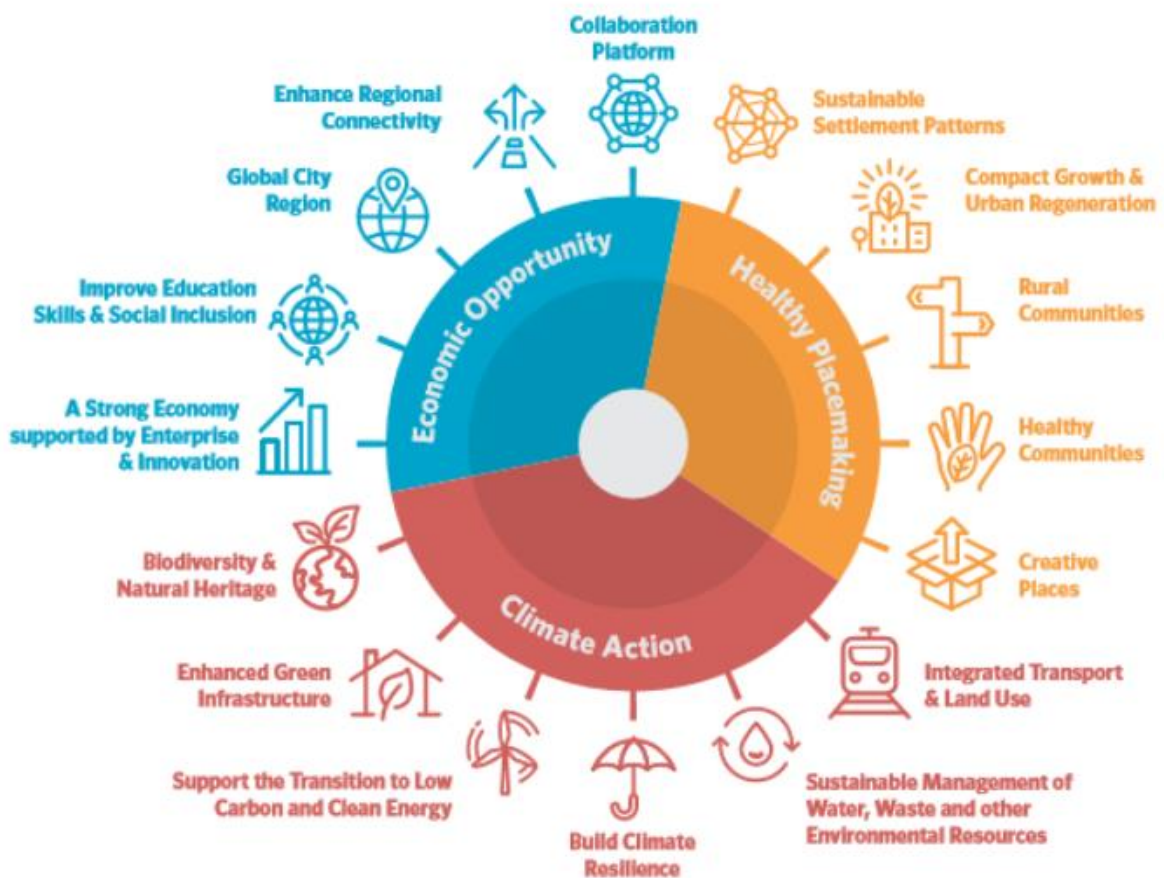 Collaboration
Platform
Enhance Regional
Connectivity
Sustainable
Settlement Patterns
Global City
Region
Compact Growth &
Urban Regeneration
Improve Education
Skills & Social Inclusion
Rural
Communities
A Strong Economy
supported by Enterprise
& Innovation
Healthy
Communities
Economic Opportunity
Healthy Placemaking
Climate Action
Biodiversity &
Natural Heritage
Creative
Places
Enhanced Green
Infrastructure
Integrated Transport
& Land Use
Support the Transition to Low
Carbon and Clean Energy
Sustainable Management of
Water, Waste and other
Environmental Resources
Build Climate
Resilience